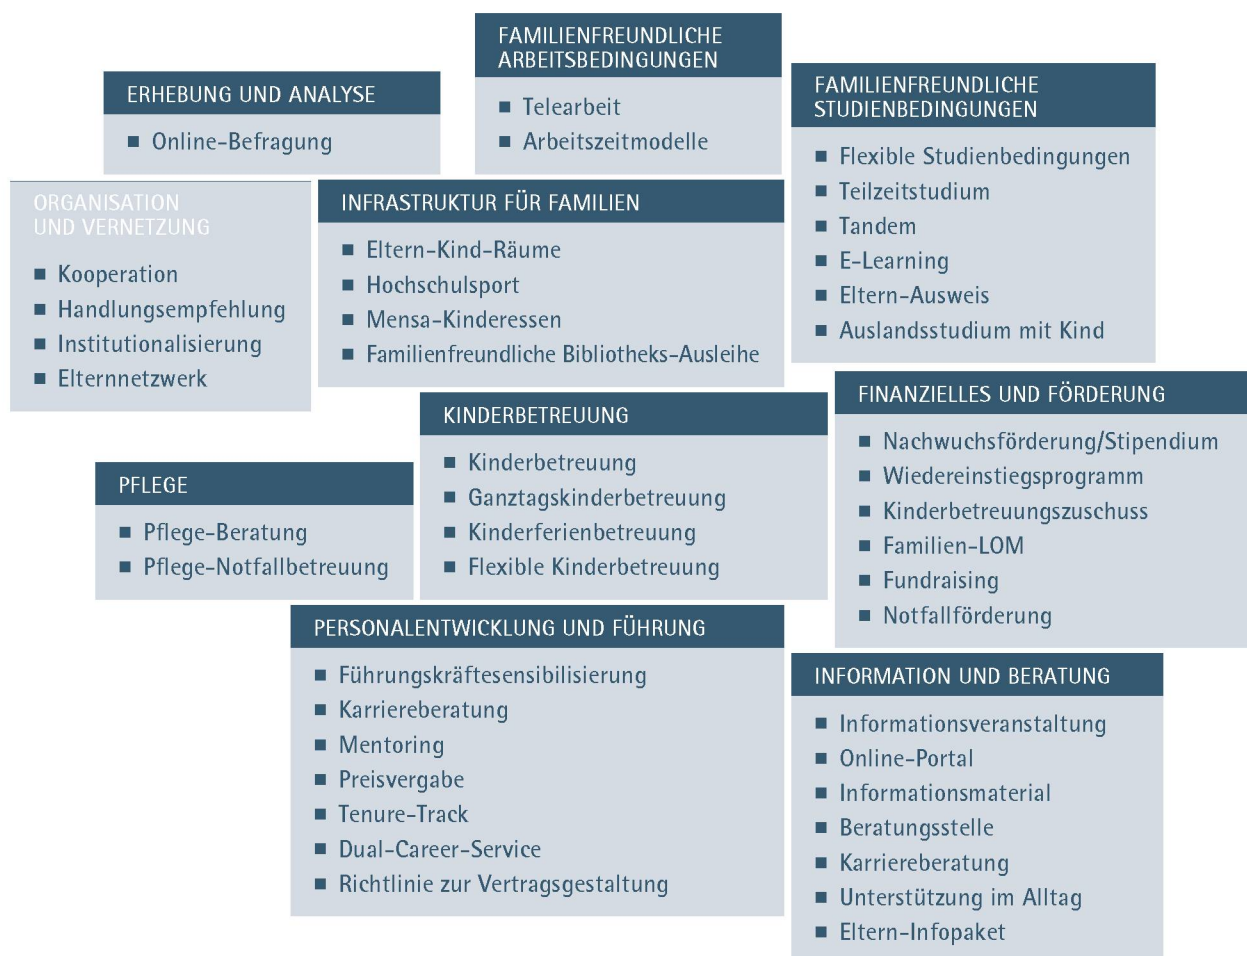 FAMILIENFREUNDLICHE
ARBEITSBEDINGUNGEN
■ Telearbeit
■ Arbeitszeitmodelle
ERHEBUNG UND ANALYSE
■ Online-Befragung
FAMILIENFREUNDLICHE
STUDIENBEDINGUNGEN
■ Flexible Studienbedingungen
■ Teilzeitstudium
■ Tandem
■ E-Learning
■ Eltern-Ausweis
■ Auslandsstudium mit Kind
ORGANISATION
UND VERNETZUNG
■ Kooperation
■ Handlungsempfehlung
■ Institutionalisierung
■ Elternnetzwerk
INFRASTRUKTUR FÜR FAMILIEN
■ Eltern-Kind-Räume
■ Hochschulsport
■ Mensa-Kinderessen
■ Familienfreundliche Bibliotheks-Ausleihe
FINANZIELLES UND FÖRDERUNG
■ Nachwuchsförderung/Stipendium
■ Wiedereinstiegsprogramm
■ Kinderbetreuungszuschuss
■ Familien-LOM
■ Fundraising
■ Notfallförderung
KINDERBETREUUNG
■ Kinderbetreuung
■ Ganztagskinderbetreuung
■ Kinderferienbetreuung
■ Flexible Kinderbetreuung
PFLEGE
■ Pflege-Beratung
■ Pflege-Notfallbetreuung
PERSONALENTWICKLUNG UND FÜHRUNG
■ Führungskräftesensibilisierung
■ Karriereberatung
■ Mentoring
■ Preisvergabe
■ Tenure-Track
■ Dual-Career-Service
■ Richtlinie zur Vertragsgestaltung
INFORMATION UND BERATUNG
■ Informationsveranstaltung
■ Online-Portal
■ Informationsmaterial
■ Beratungsstelle
■ Karriereberatung
■ Unterstützung im Alltag
■ Eltern-Infopaket